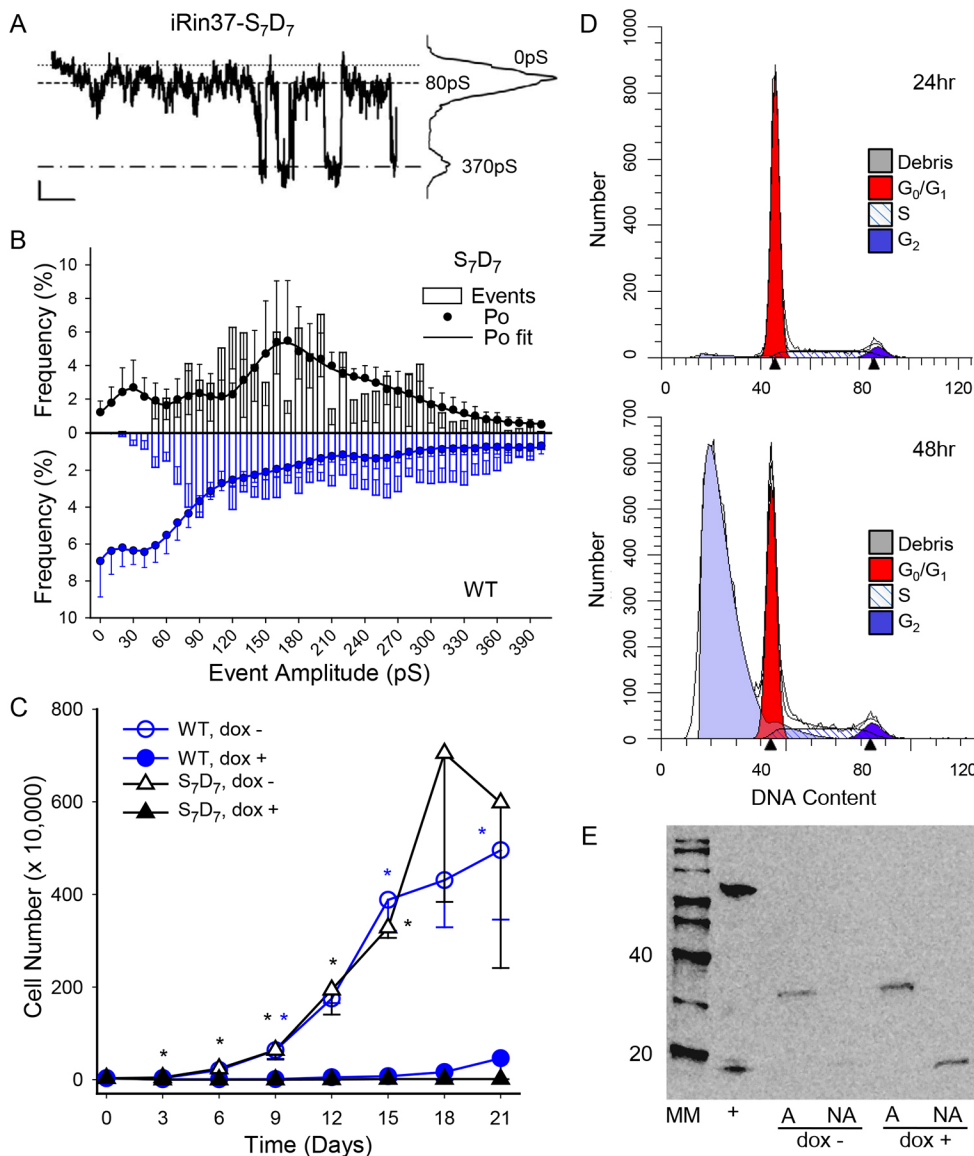 A
iRin37-S7D7
0pS
80pS
370pS
B
S7D7
Events
Po
Po fit
Frequency (%)
10
8
6
4
2
0
Frequency (%)
2
4
6
8
10
WT
0 30 60 90 120 150 180 210 240 270 300 330 360 390
Event Amplitude (pS)
C
WT, dox -
WT, dox +
S7D7, dox -
S7D7, dox +
Cell Number (x 10,000)
800
600
400
200
0
* * * * * * * * *
0 3 6 9 12 15 18 21
Time (Days)
D
24hr
Debris
G0/G1
S
G2
Number
1000
800
600
400
200
0
0 40 80 120
48hr
Debris
G0/G1
S
G2
Number
700
600
500
400
300
200
100
0
0 40 80 120
DNA Content
E
40
20
MM + A NA A NA
dox - dox +